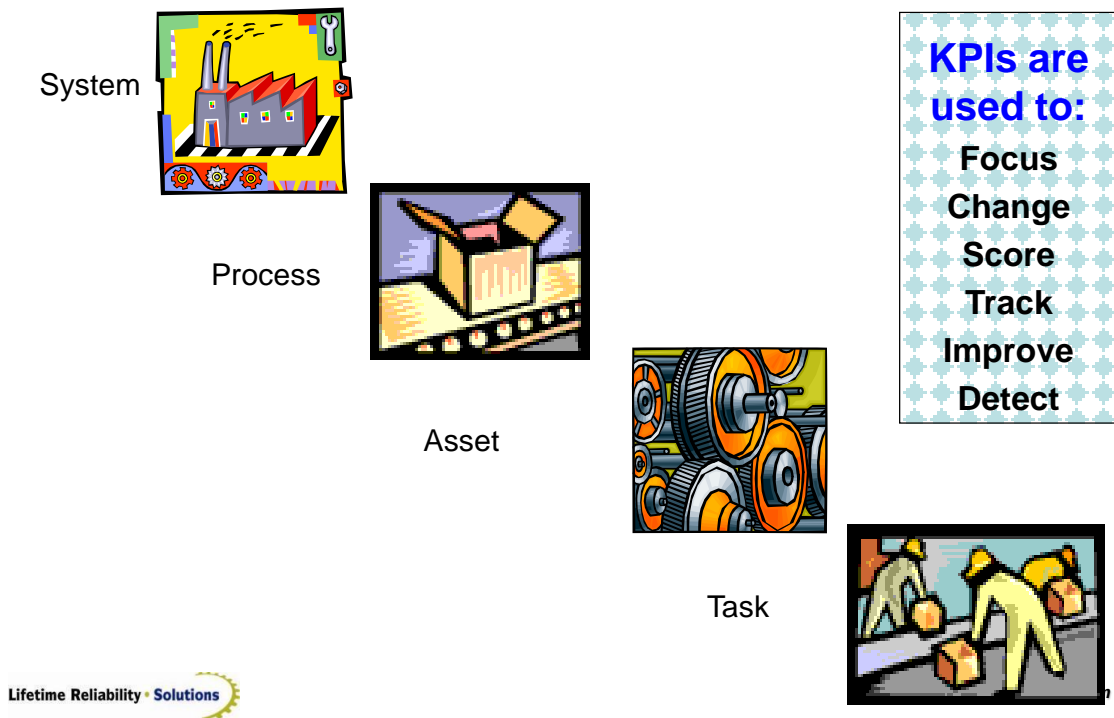 System
KPIs are
used to:
Focus
Change
Score
Track
Improve
Detect
Process
Asset
Task
Lifetime Reliability • Solutions